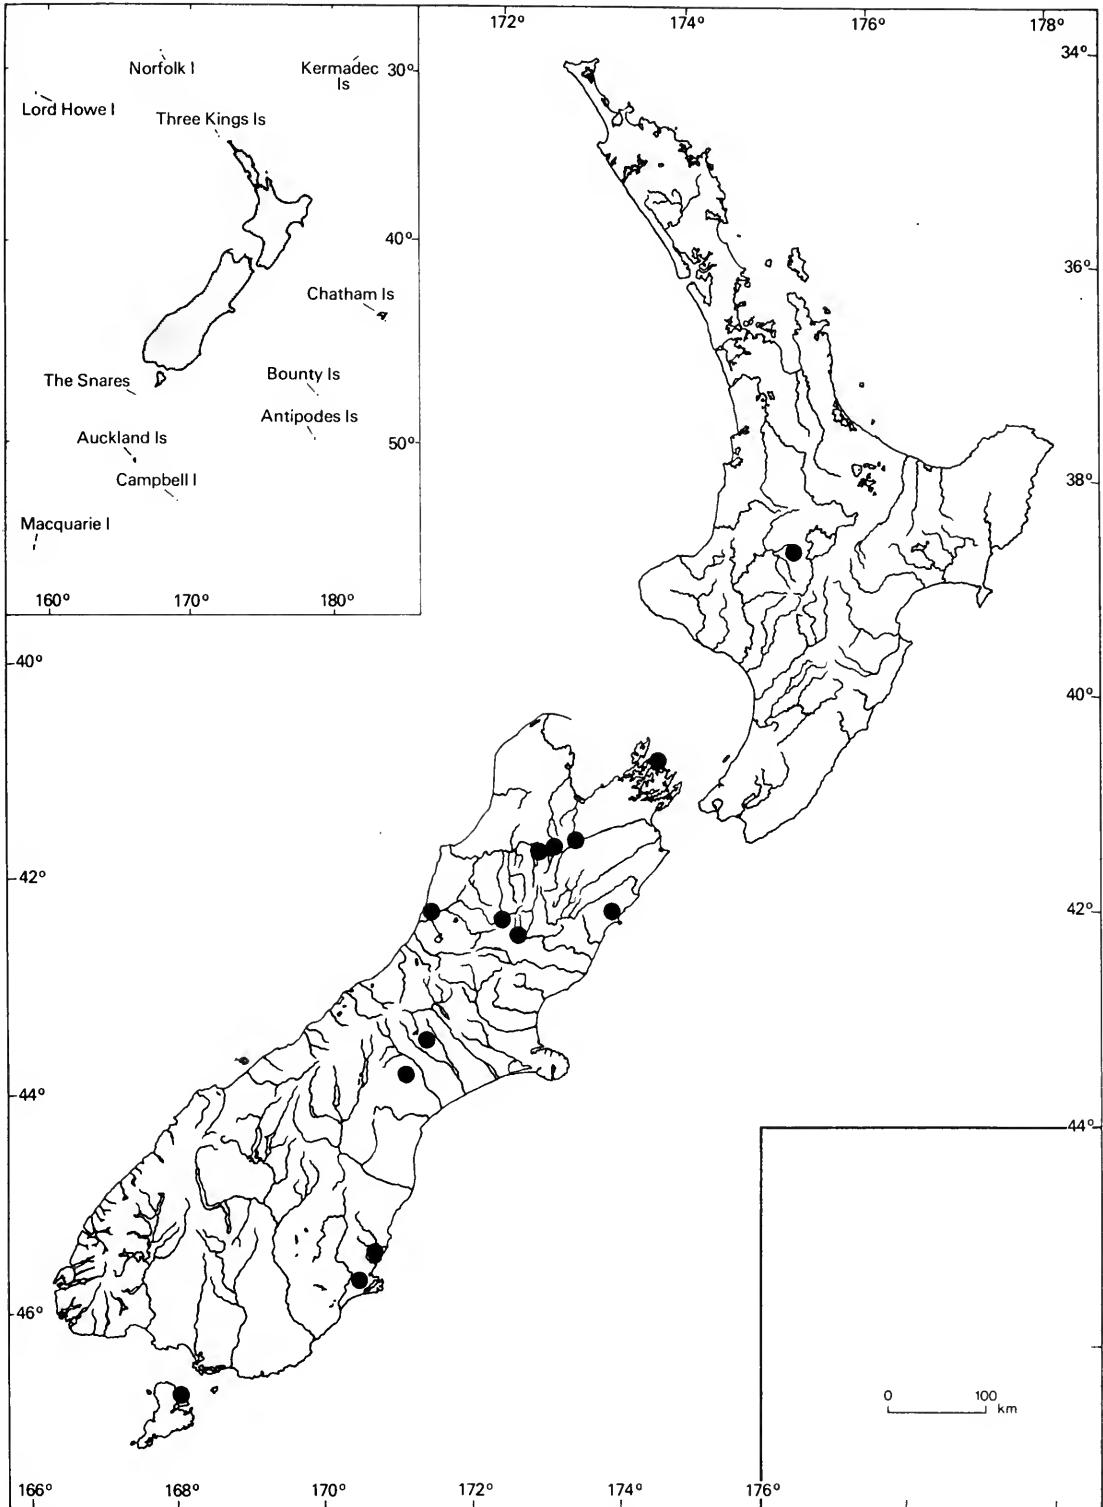 172° 174° 176° 178°
34°
Norfolk I
Kermadec
Is
30°
Lord Howe I
Three Kings Is
40°
36°
Chatham Is
The Snares
Bounty Is
Antipodes Is
Auckland Is
50°
Campbell I
38°
Macquarie I
160° 170° 180°
40°
40°
42°
42°
44°
44°
46°
0 100
km
166° 168° 170° 172° 174° 176°